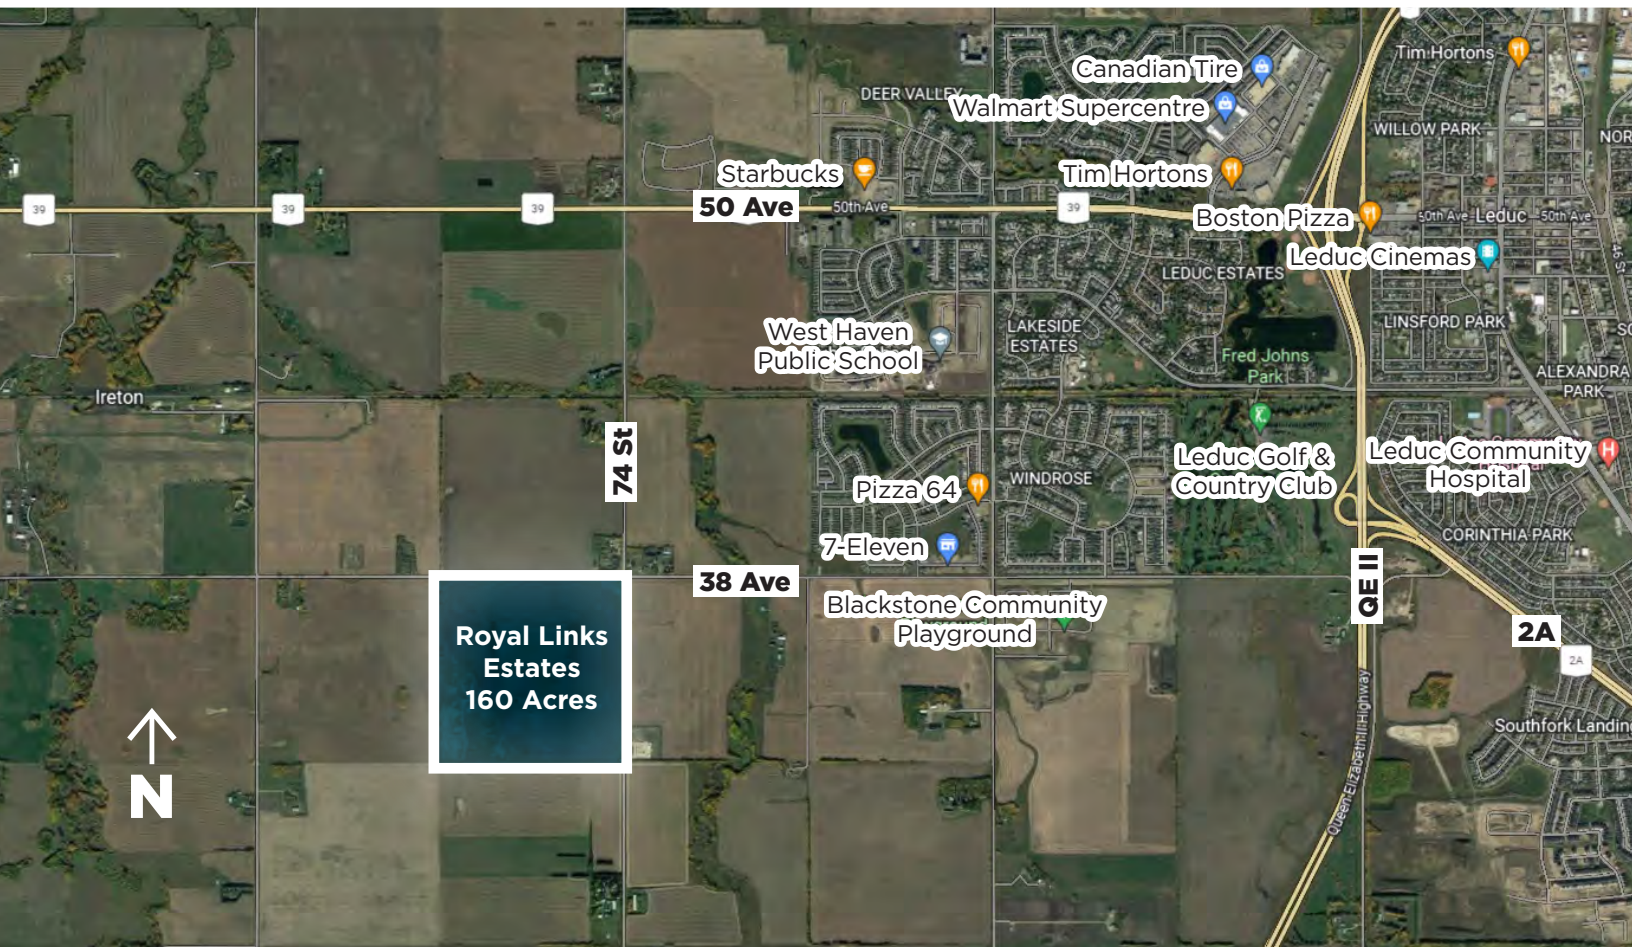 Tim Hortons
Canadian Tire
DEER VALLEY
Walmart Supercentre
WILLOW PARK
NOR
Starbucks
Tim Hortons
39
39
39
50 Ave
50th Ave
39
Boston Pizza
50th Ave
Leduc
50th Ave
46 St
Leduc Cinemas
LEDUC ESTATES
West Haven
Public School
LAKESIDE
ESTATES
LINSFORD PARK
SO
Fred Johns
Park
ALEXANDRA
PARK
Ireton
74 St
Leduc Golf &
Country Club
Leduc Community
Hospital
H
Pizza 64
WINDROSE
7-Eleven
CORINTHIA PARK
QE II
38 Ave
Blackstone Community
Playground
2A
2A
Royal Links
Estates
160 Acres
Queen Elizabeth II Highway
Southfork Landing
N